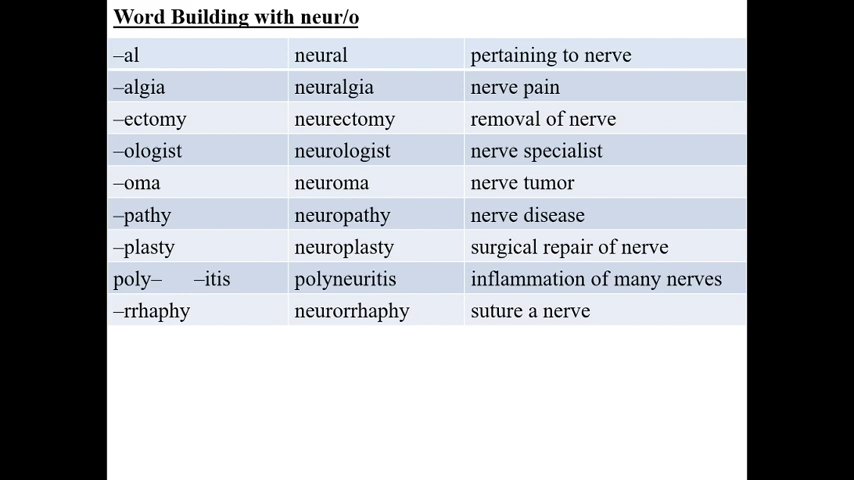 Word Building with neur/o
–al neural pertaining to nerve
–algia neuralgia nerve pain
–ectomy neurectomy removal of nerve
–ologist neurologist nerve specialist
–oma neuroma nerve tumor
–pathy neuropathy nerve disease
–plasty neuroplasty surgical repair of nerve
poly– –itis polyneuritis inflammation of many nerves
–rrhaphy neurorrhaphy suture a nerve